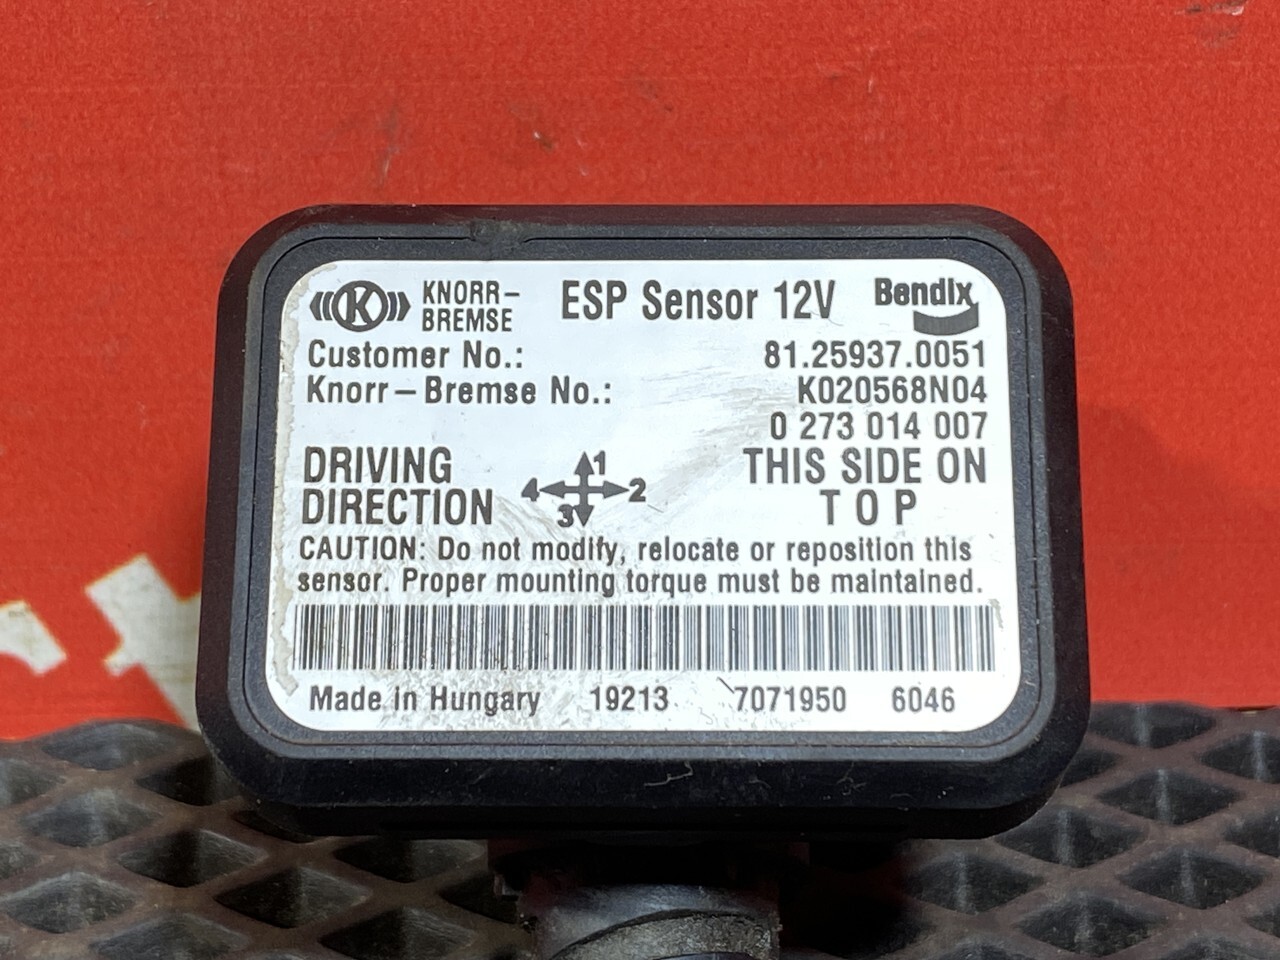 K KNORR-BREMSE ESP Sensor 12V Bendix
Customer No.: 81.25937.0051
Knorr-Bremse No.: K020568N04
0 273 014 007
DRIVING DIRECTION 1 2 3 4 THIS SIDE ON TOP
CAUTION: Do not modify, relocate or reposition this
sensor. Proper mounting torque must be maintained.
Made in Hungary 19213 7071950 6046